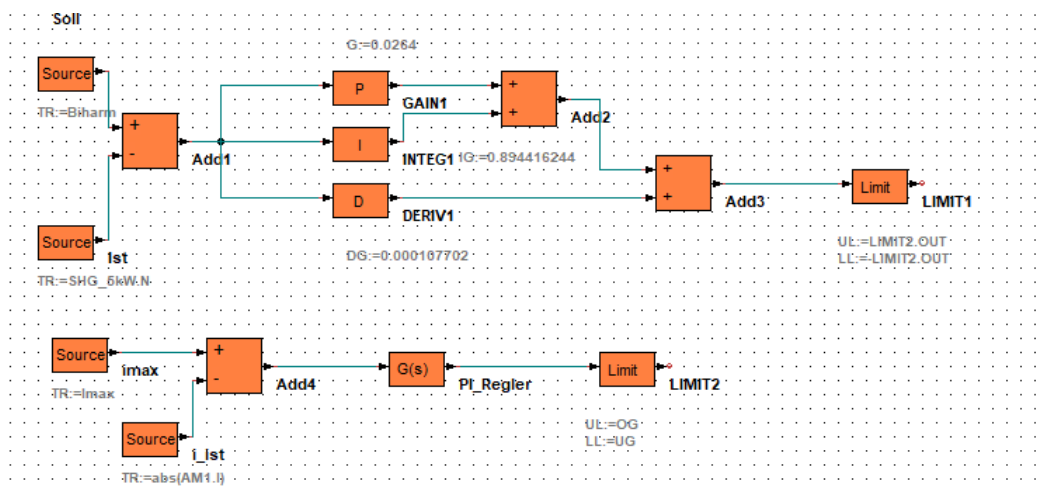 Soll
G:=0.0264
Source
P
+
+
TR:=Biharm
GAIN1
Add2
+
-
Add1
I
INTEG1
IG:=0.894416244
+
+
Add3
Limit
LIMIT1
D
DERIV1
Source
Ist
DG:=0.000107702
UL:=LIMIT2.OUT
LL:=-LIMIT2.OUT
TR:=SHG_5kW.N
Source
imax
+
-
Add4
G(s)
PI_Regler
Limit
LIMIT2
TR:=Imax
UL:=OG
LL:=UG
Source
i_ist
TR:=abs(AM1.I)